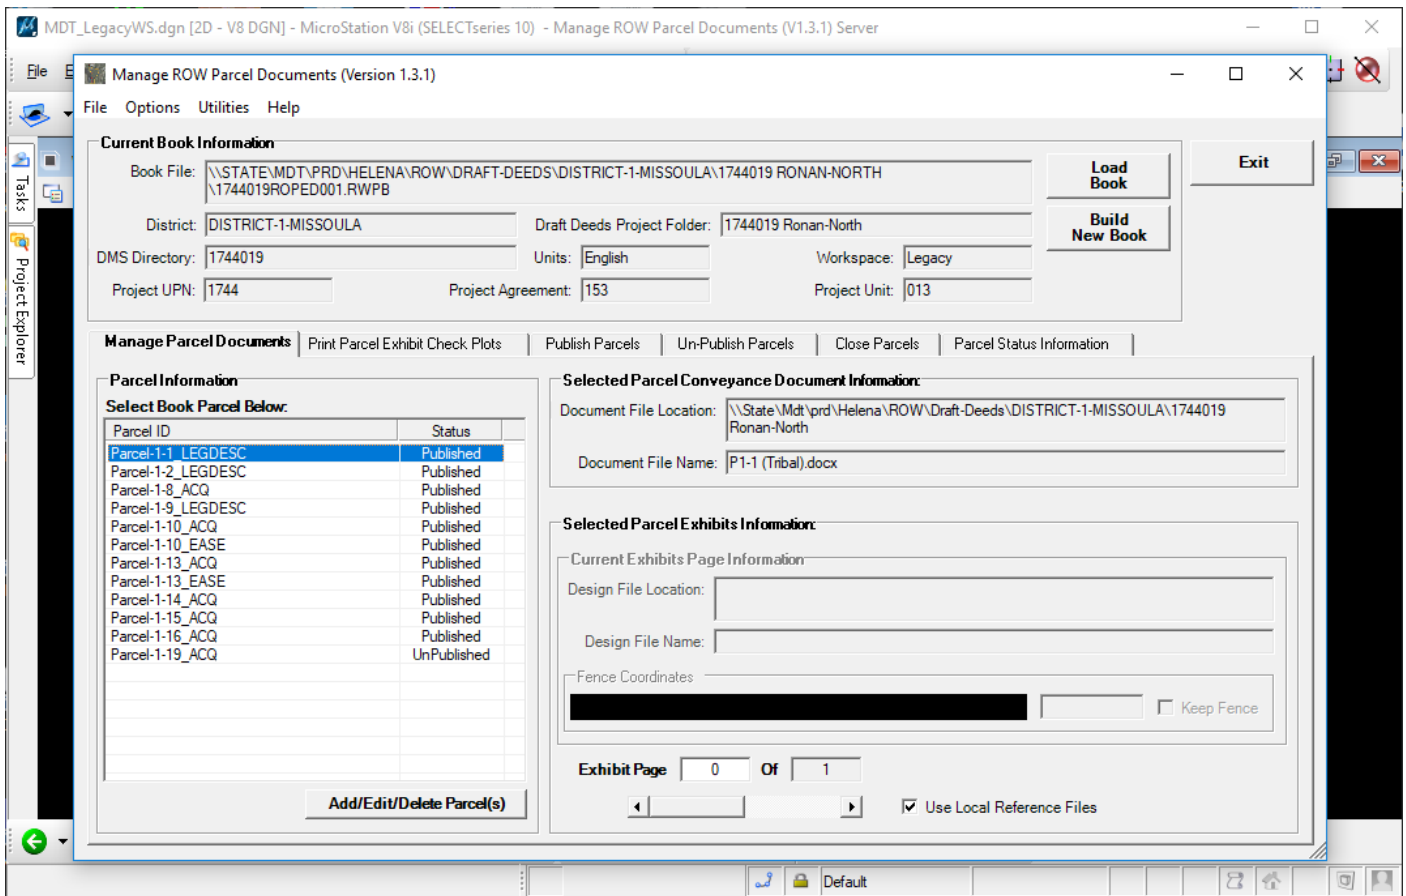 MDT_LegacyWS.dgn [2D - V8 DGN] - MicroStation V8i (SELECTseries 10) - Manage ROW Parcel Documents (V1.3.1) Server
File
Manage ROW Parcel Documents (Version 1.3.1)
File Options Utilities Help
Tasks
Project Explorer
Current Book Information
Book File: \\STATE\MDT\PRD\HELENA\ROW\DRAFT-DEEDS\DISTRICT-1-MISSOULA\1744019 RONAN-NORTH
\1744019ROPED001.RWPB
Load
Book
Exit
District: DISTRICT-1-MISSOULA Draft Deeds Project Folder: 1744019 Ronan-North
Build
New Book
DMS Directory: 1744019 Units: English Workspace: Legacy
Project UPN: 1744 Project Agreement: 153 Project Unit: 013
Manage Parcel Documents Print Parcel Exhibit Check Plots Publish Parcels Un-Publish Parcels Close Parcels Parcel Status Information
Parcel Information
Select Book Parcel Below:
Parcel ID Status
Parcel-1-1_LEGDESC Published
Parcel-1-2_LEGDESC Published
Parcel-1-8_ACQ Published
Parcel-1-9_LEGDESC Published
Parcel-1-10_ACQ Published
Parcel-1-10_EASE Published
Parcel-1-13_ACQ Published
Parcel-1-13_EASE Published
Parcel-1-14_ACQ Published
Parcel-1-15_ACQ Published
Parcel-1-16_ACQ Published
Parcel-1-19_ACQ UnPublished
Add/Edit/Delete Parcel(s)
Selected Parcel Conveyance Document Information:
Document File Location: \\State\Mdt\prd\Helena\ROW\Draft-Deeds\DISTRICT-1-MISSOULA\1744019
Ronan-North
Document File Name: P1-1 (Tribal).docx
Selected Parcel Exhibits Information:
Current Exhibits Page Information
Design File Location:
Design File Name:
Fence Coordinates
Keep Fence
Exhibit Page 0 Of 1
Use Local Reference Files
Default